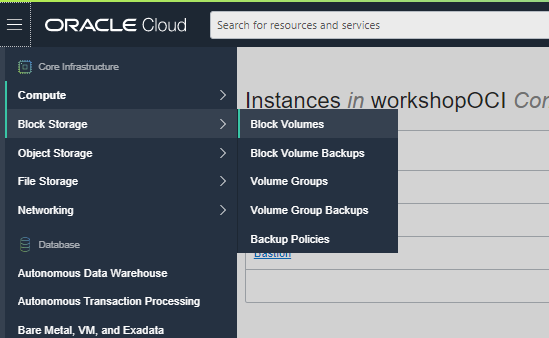 ORACLE Cloud
Search for resources and services
Core Infrastructure
Compute
Block Storage
Object Storage
File Storage
Networking
Database
Autonomous Data Warehouse
Autonomous Transaction Processing
Bare Metal, VM, and Exadata
Block Volumes
Block Volume Backups
Volume Groups
Volume Group Backups
Backup Policies
Instances in workshopOCI Co
Bastion